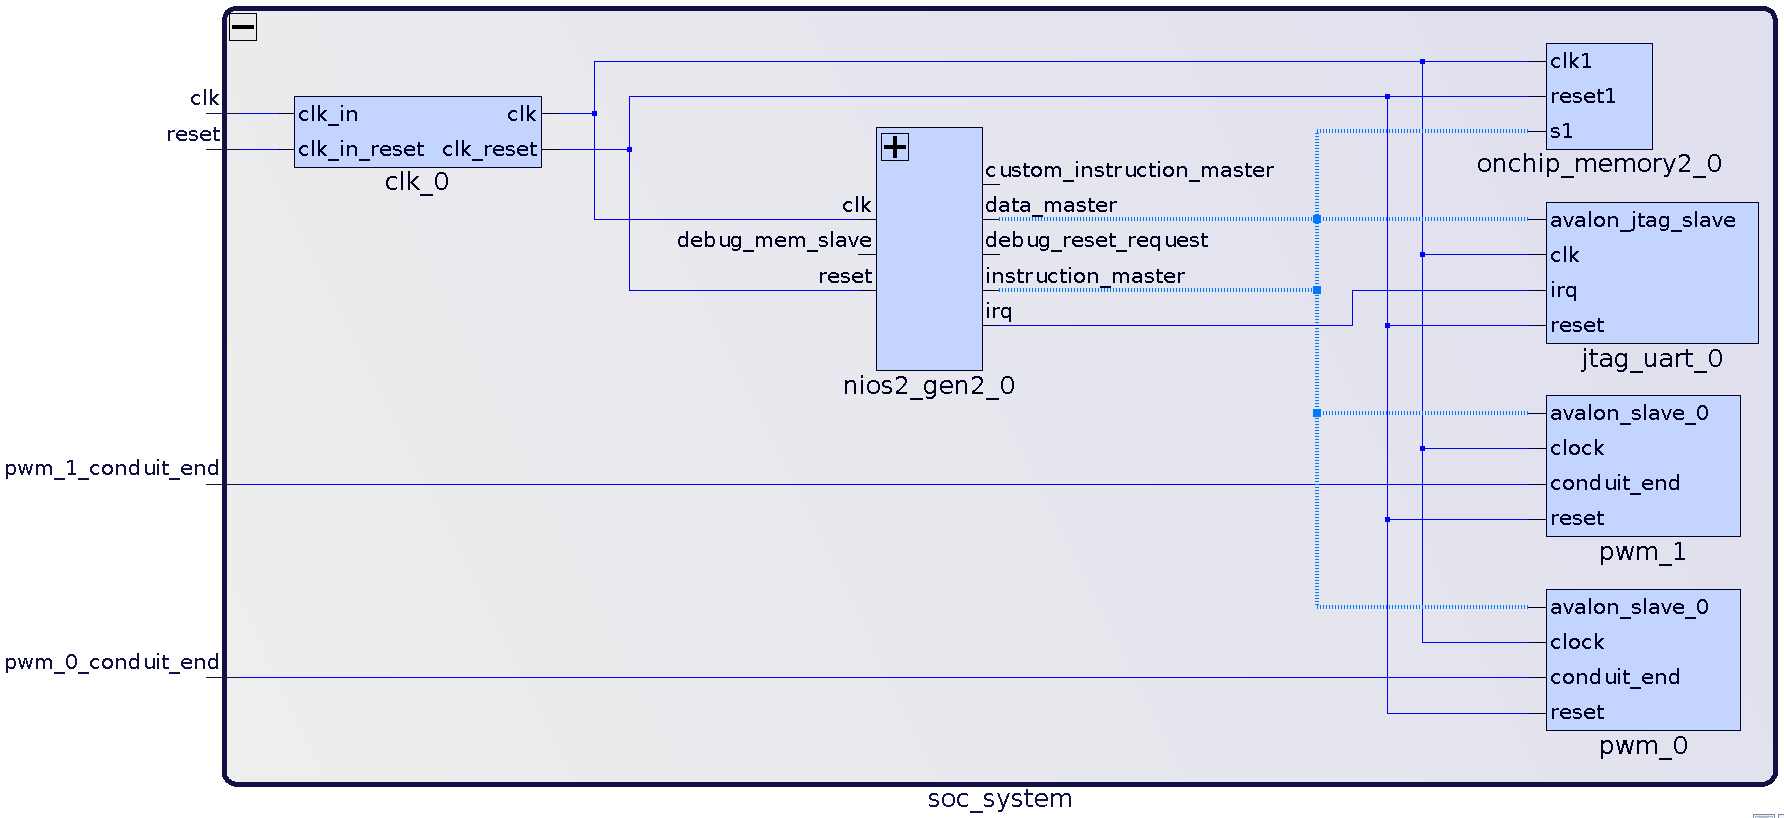 clk
reset
clk_in clk
clk_in_reset clk_reset
clk_0
custom_instruction_master
clk data_master
debug_mem_slave debug_reset_request
reset instruction_master
irq
nios2_gen2_0
clk1
reset1
s1
onchip_memory2_0
avalon_jtag_slave
clk
irq
reset
jtag_uart_0
pwm_1_conduit_end
avalon_slave_0
clock
conduit_end
reset
pwm_1
pwm_0_conduit_end
avalon_slave_0
clock
conduit_end
reset
pwm_0
soc_system